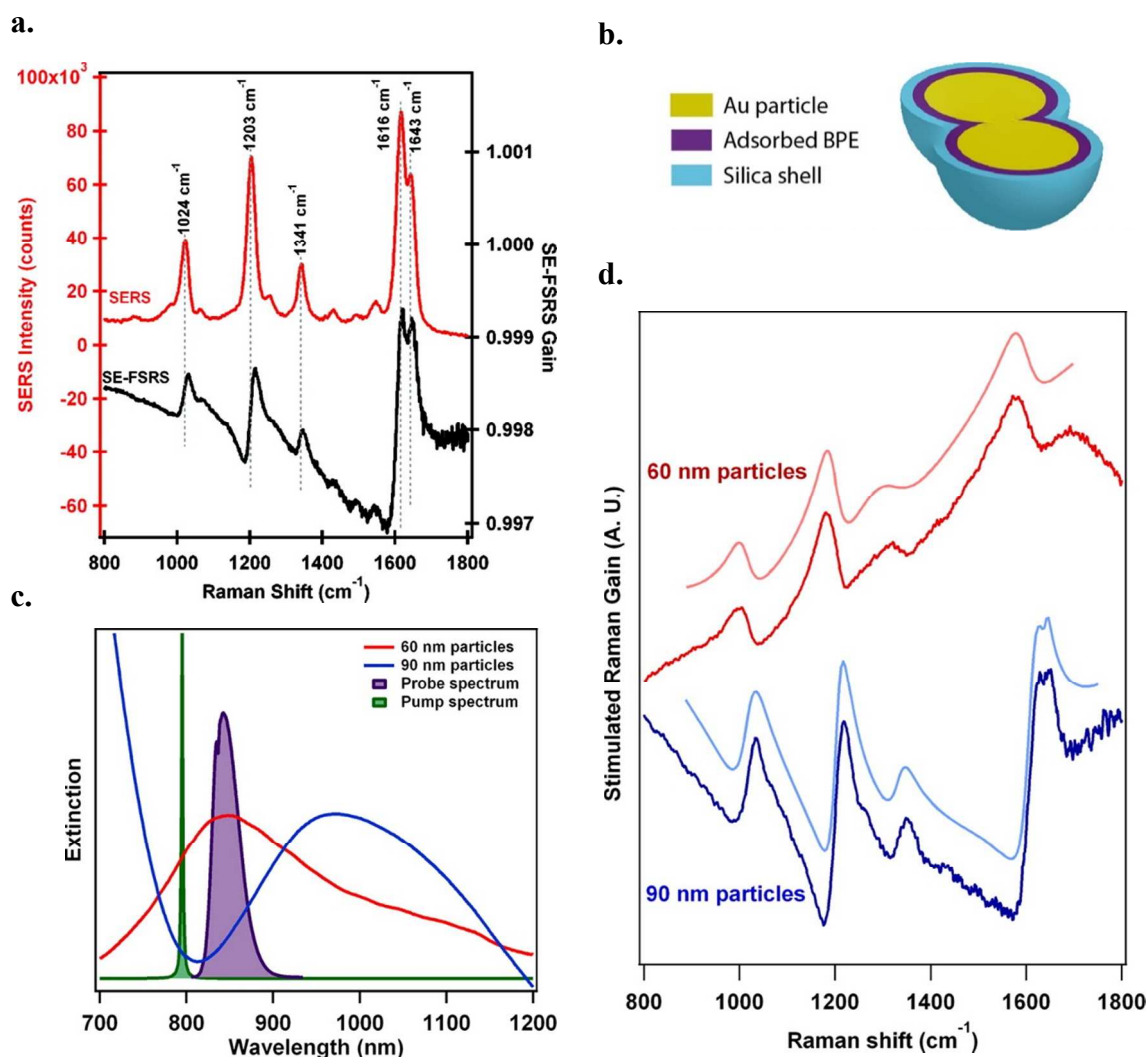 a.
100x10³
80
60
40
20
0
-20
-40
-60
SERS Intensity (counts)
1024 cm⁻¹
1203 cm⁻¹
1341 cm⁻¹
1616 cm⁻¹
1643 cm⁻¹
SERS
SE-FSRS
1.001
1.000
0.999
0.998
0.997
SE-FSRS Gain
800 1000 1200 1400 1600 1800
Raman Shift (cm⁻¹)
b.
Au particle
Adsorbed BPE
Silica shell
c.
60 nm particles
90 nm particles
Probe spectrum
Pump spectrum
Extinction
700 800 900 1000 1100 1200
Wavelength (nm)
d.
60 nm particles
90 nm particles
Stimulated Raman Gain (A. U.)
800 1000 1200 1400 1600 1800
Raman shift (cm⁻¹)